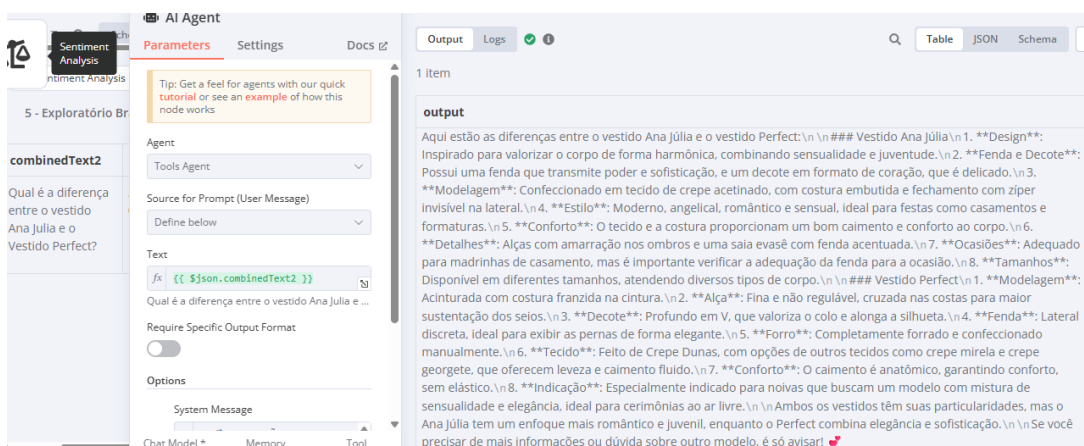 AI Agent
Sentiment
Analysis
ntiment Analysis
5 - Exploratório Br
combinedText2
Qual é a diferença
entre o vestido
Ana Julia e o
Vestido Perfect?
Parameters Settings Docs
Tip: Get a feel for agents with our quick
tutorial or see an example of how this
node works
Agent
Tools Agent
Source for Prompt (User Message)
Define below
Text
fx {{ $json.combinedText2 }}
Qual é a diferença entre o vestido Ana Julia e ...
Require Specific Output Format
Options
System Message
Chat Model * Memory Tool
Output Logs Table JSON Schema
1 item
output
Aqui estão as diferenças entre o vestido Ana Júlia e o vestido Perfect:\n \n### Vestido Ana Júlia\n1. **Design**:
Inspirado para valorizar o corpo de forma harmônica, combinando sensualidade e juventude.\n2. **Fenda e Decote**:
Possui uma fenda que transmite poder e sofisticação, e um decote em formato de coração, que é delicado.\n3.
**Modelagem**: Confeccionado em tecido de crepe acetinado, com costura embutida e fechamento com zíper
invisível na lateral.\n4. **Estilo**: Moderno, angelical, romântico e sensual, ideal para festas como casamentos e
formaturas.\n5. **Conforto**: O tecido e a costura proporcionam um bom caimento e conforto ao corpo.\n6.
**Detalhes**: Alças com amarração nos ombros e uma saia evasê com fenda acentuada.\n7. **Ocasiões**: Adequado
para madrinhas de casamento, mas é importante verificar a adequação da fenda para a ocasião.\n8. **Tamanhos**:
Disponível em diferentes tamanhos, atendendo diversos tipos de corpo.\n \n### Vestido Perfect\n1. **Modelagem**:
Acinturada com costura franzida na cintura.\n2. **Alça**: Fina e não regulável, cruzada nas costas para maior
sustentação dos seios.\n3. **Decote**: Profundo em V, que valoriza o colo e alonga a silhueta.\n4. **Fenda**: Lateral
discreta, ideal para exibir as pernas de forma elegante.\n5. **Forro**: Completamente forrado e confeccionado
manualmente.\n6. **Tecido**: Feito de Crepe Dunas, com opções de outros tecidos como crepe mirela e crepe
georgete, que oferecem leveza e caimento fluido.\n7. **Conforto**: O caimento é anatômico, garantindo conforto,
sem elástico.\n8. **Indicação**: Especialmente indicado para noivas que buscam um modelo com mistura de
sensualidade e elegância, ideal para cerimônias ao ar livre.\n \nAmbos os vestidos têm suas particularidades, mas o
Ana Júlia tem um enfoque mais romântico e juvenil, enquanto o Perfect combina elegância e sofisticação.\n \nSe você
precisar de mais informações ou dúvida sobre outro modelo, é só avisar! 💕